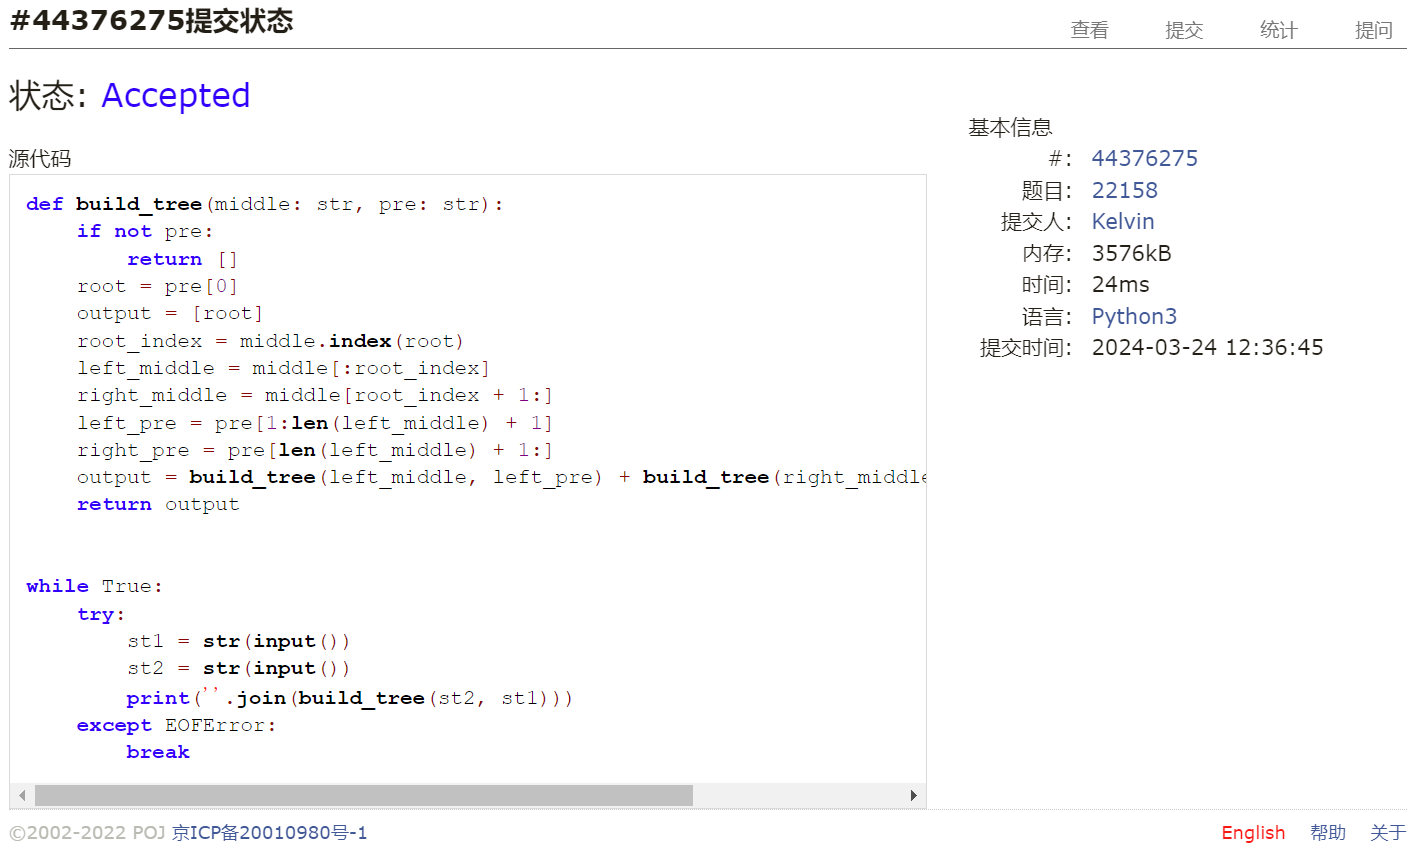 #44376275提交状态
查看 提交 统计 提问
状态: Accepted
源代码
def build_tree(middle: str, pre: str):
    if not pre:
        return []
    root = pre[0]
    output = [root]
    root_index = middle.index(root)
    left_middle = middle[:root_index]
    right_middle = middle[root_index + 1:]
    left_pre = pre[1:len(left_middle) + 1]
    right_pre = pre[len(left_middle) + 1:]
    output = build_tree(left_middle, left_pre) + build_tree(right_middle
    return output
while True:
    try:
        st1 = str(input())
        st2 = str(input())
        print(''.join(build_tree(st2, st1)))
    except EOFError:
        break
基本信息
#: 44376275
题目: 22158
提交人: Kelvin
内存: 3576kB
时间: 24ms
语言: Python3
提交时间: 2024-03-24 12:36:45
©2002-2022 POJ 京ICP备20010980号-1
English 帮助 关于